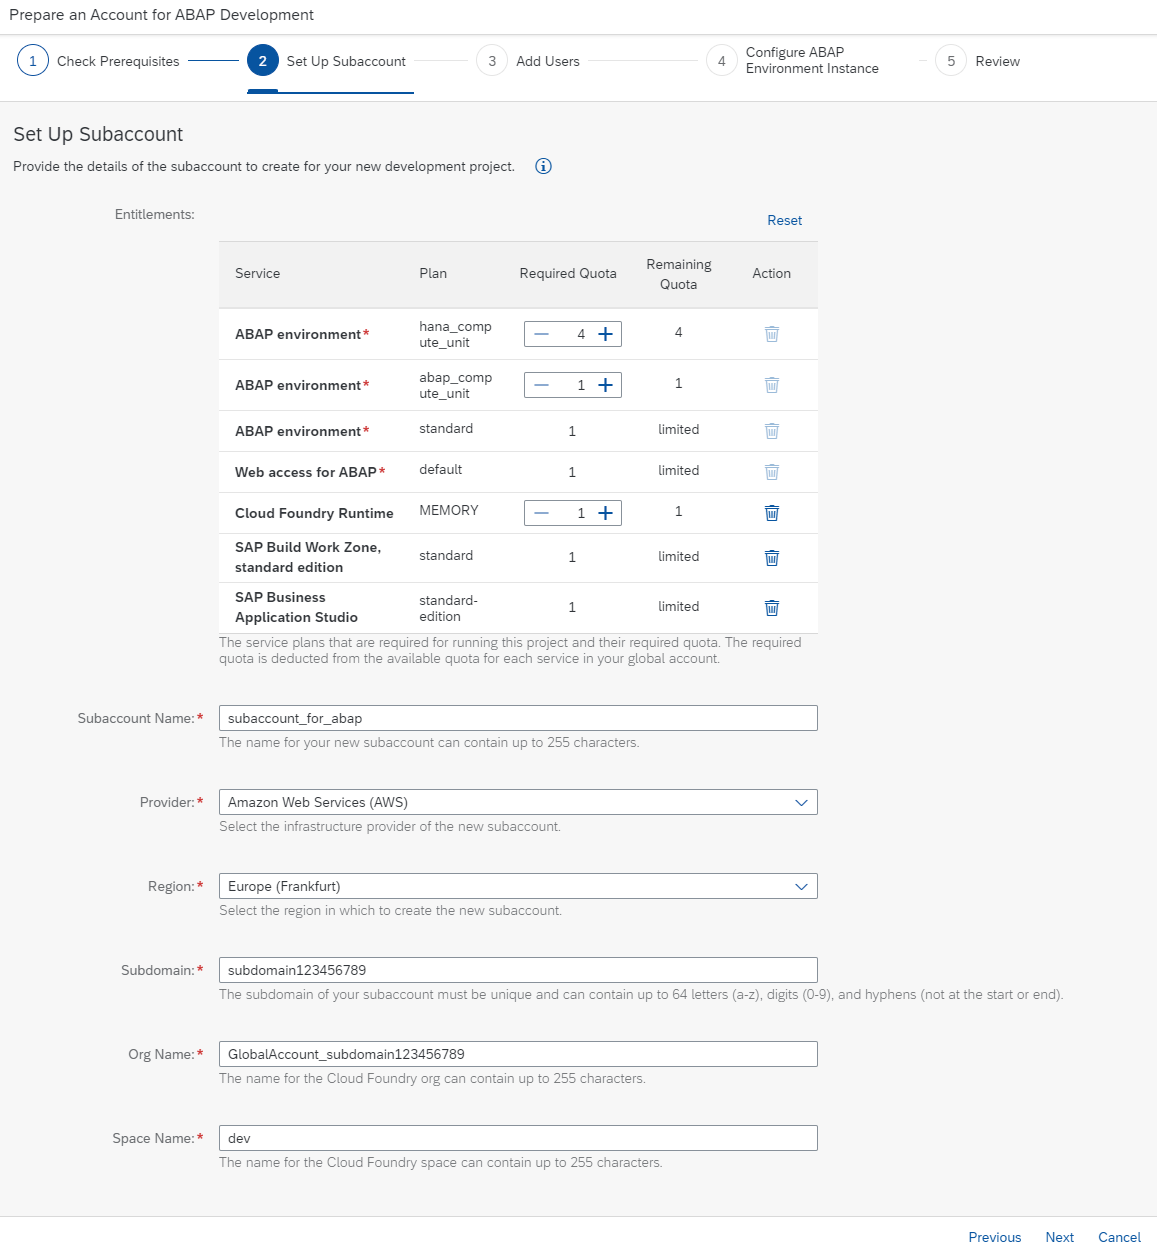 Prepare an Account for ABAP Development
1 Check Prerequisites
2 Set Up Subaccount
3 Add Users
4 Configure ABAP
Environment Instance
5 Review
Set Up Subaccount
Provide the details of the subaccount to create for your new development project.
Entitlements:
Reset
Service Plan Required Quota Remaining
Quota Action
ABAP environment* hana_comp
ute_unit 4 4
ABAP environment* abap_comp
ute_unit 1 1
ABAP environment* standard 1 limited
Web access for ABAP* default 1 limited
Cloud Foundry Runtime MEMORY 1 1
SAP Build Work Zone,
standard edition standard 1 limited
SAP Business
Application Studio standard-
edition 1 limited
The service plans that are required for running this project and their required quota. The required
quota is deducted from the available quota for each service in your global account.
Subaccount Name:* subaccount_for_abap
The name for your new subaccount can contain up to 255 characters.
Provider:* Amazon Web Services (AWS)
Select the infrastructure provider of the new subaccount.
Region:* Europe (Frankfurt)
Select the region in which to create the new subaccount.
Subdomain:* subdomain123456789
The subdomain of your subaccount must be unique and can contain up to 64 letters (a-z), digits (0-9), and hyphens (not at the start or end).
Org Name:* GlobalAccount_subdomain123456789
The name for the Cloud Foundry org can contain up to 255 characters.
Space Name:* dev
The name for the Cloud Foundry space can contain up to 255 characters.
Previous Next Cancel